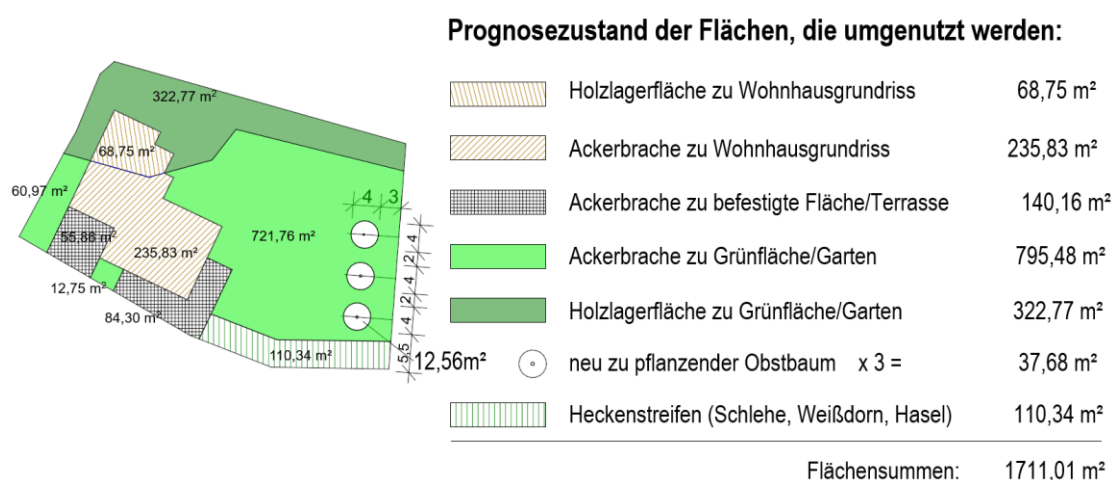 Prognosezustand der Flächen, die umgenutzt werden:
322,77 m²
68,75 m²
60,97 m²
55,86 m²
235,83 m²
721,76 m²
12,75 m²
84,30 m²
110,34 m²
4 3
4
2
4
2
4
5,5
Holzlagerfläche zu Wohnhausgrundriss 68,75 m²
Ackerbrache zu Wohnhausgrundriss 235,83 m²
Ackerbrache zu befestigte Fläche/Terrasse 140,16 m²
Ackerbrache zu Grünfläche/Garten 795,48 m²
Holzlagerfläche zu Grünfläche/Garten 322,77 m²
12,56m² neu zu pflanzender Obstbaum x 3 = 37,68 m²
Heckenstreifen (Schlehe, Weißdorn, Hasel) 110,34 m²
Flächensummen: 1711,01 m²